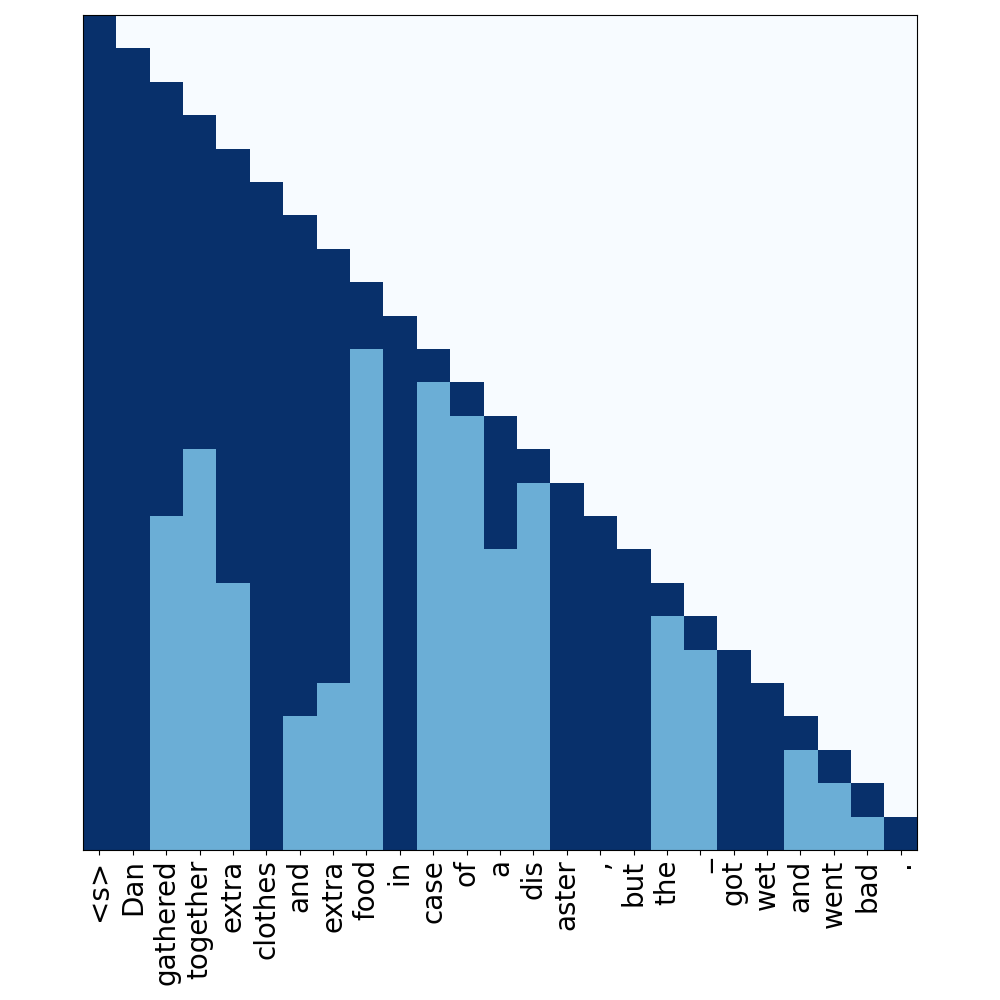 <s>
Dan
gathered
together
extra
clothes
and
extra
food
in
case
of
a
dis
aster
,
but
the
_
got
wet
and
went
bad
.